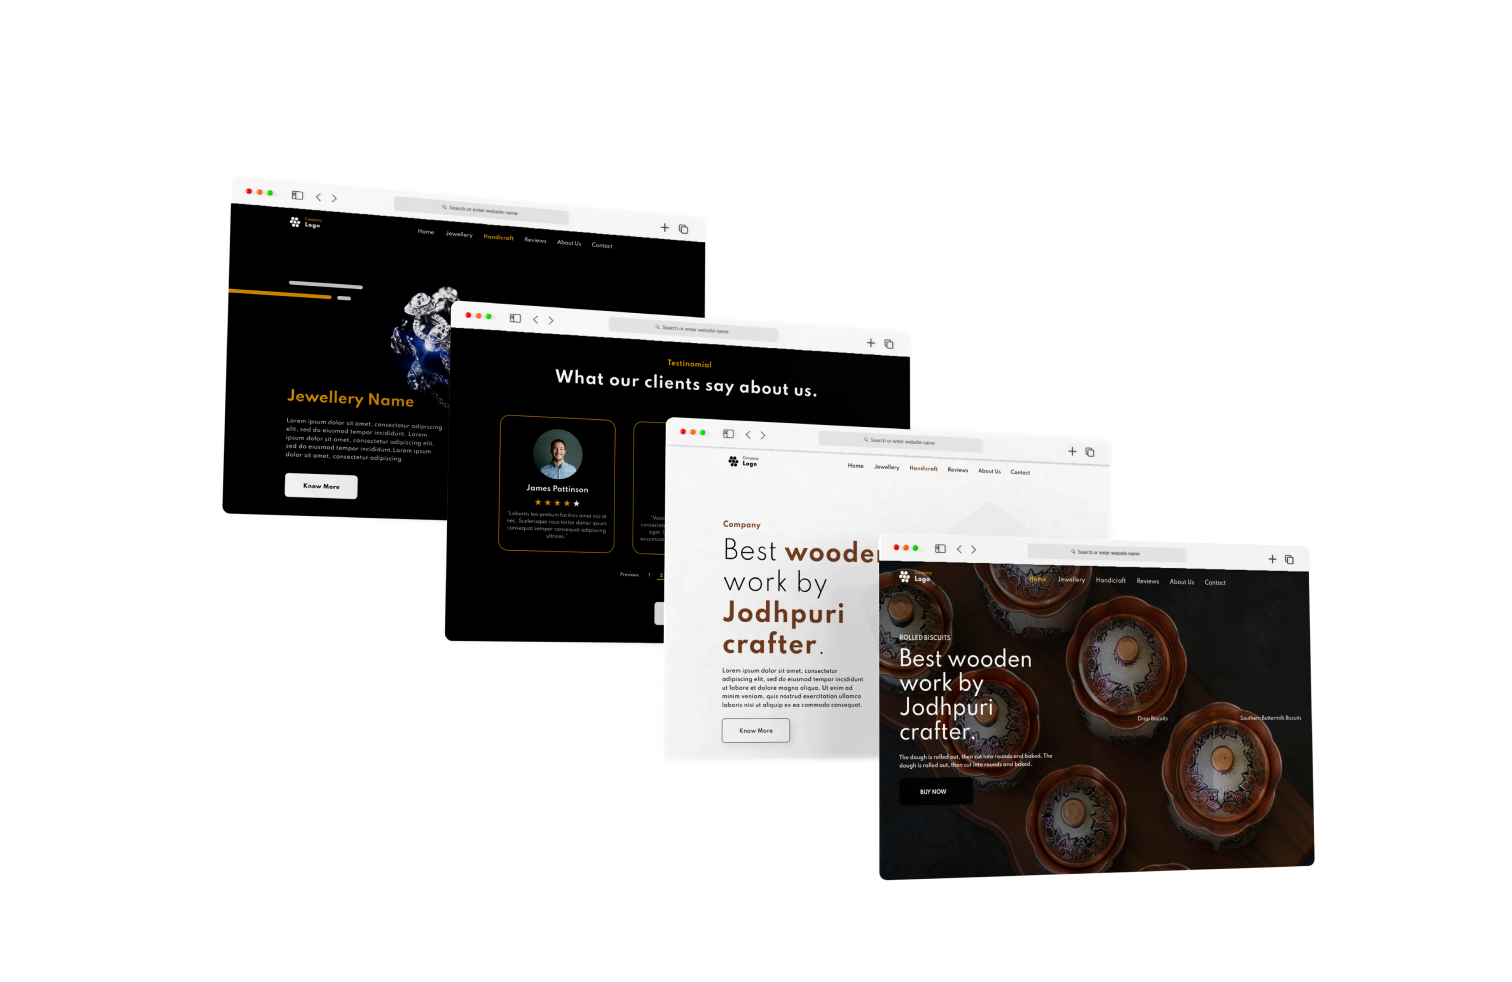 Search or enter website name
Company
Logo
Home Jewellery Handicraft Reviews About Us Contact
Jewellery Name
Lorem ipsum dolor sit amet, consectetur adipiscing
elit, sed do eiusmod tempor incididunt. Lorem
ipsum dolor sit amet, consectetur adipiscing elit,
sed do eiusmod tempor incididunt.Lorem ipsum
dolor sit amet, consectetur adipiscing
Know More
Search or enter website name
Testinomial
What our clients say about us.
James Pattinson
"Lobortis leo pretium facilisis amet nisl at
nec. Scelerisque risus tortor donec ipsum
consequat semper consequat adipiscing
ultrices."
Previous 1 2
Search or enter website name
Company
Logo
Home Jewellery Handicraft Reviews About Us Contact
Company
Best wooden
work by
Jodhpuri
crafter.
Lorem ipsum dolor sit amet, consectetur
adipiscing elit, sed do eiusmod tempor incididunt
ut labore et dolore magna aliqua. Ut enim ad
minim veniam, quis nostrud exercitation ullamco
laboris nisi ut aliquip ex ea commodo consequat.
Know More
Search or enter website name
Company
Logo
Home Jewellery Handicraft Reviews About Us Contact
ROLLED BISCUITS
Best wooden
work by
Jodhpuri
crafter.
Drop Biscuits
Southern Buttermilk Biscuits
The dough is rolled out, then cut into rounds and baked. The
dough is rolled out, then cut into rounds and baked.
BUY NOW